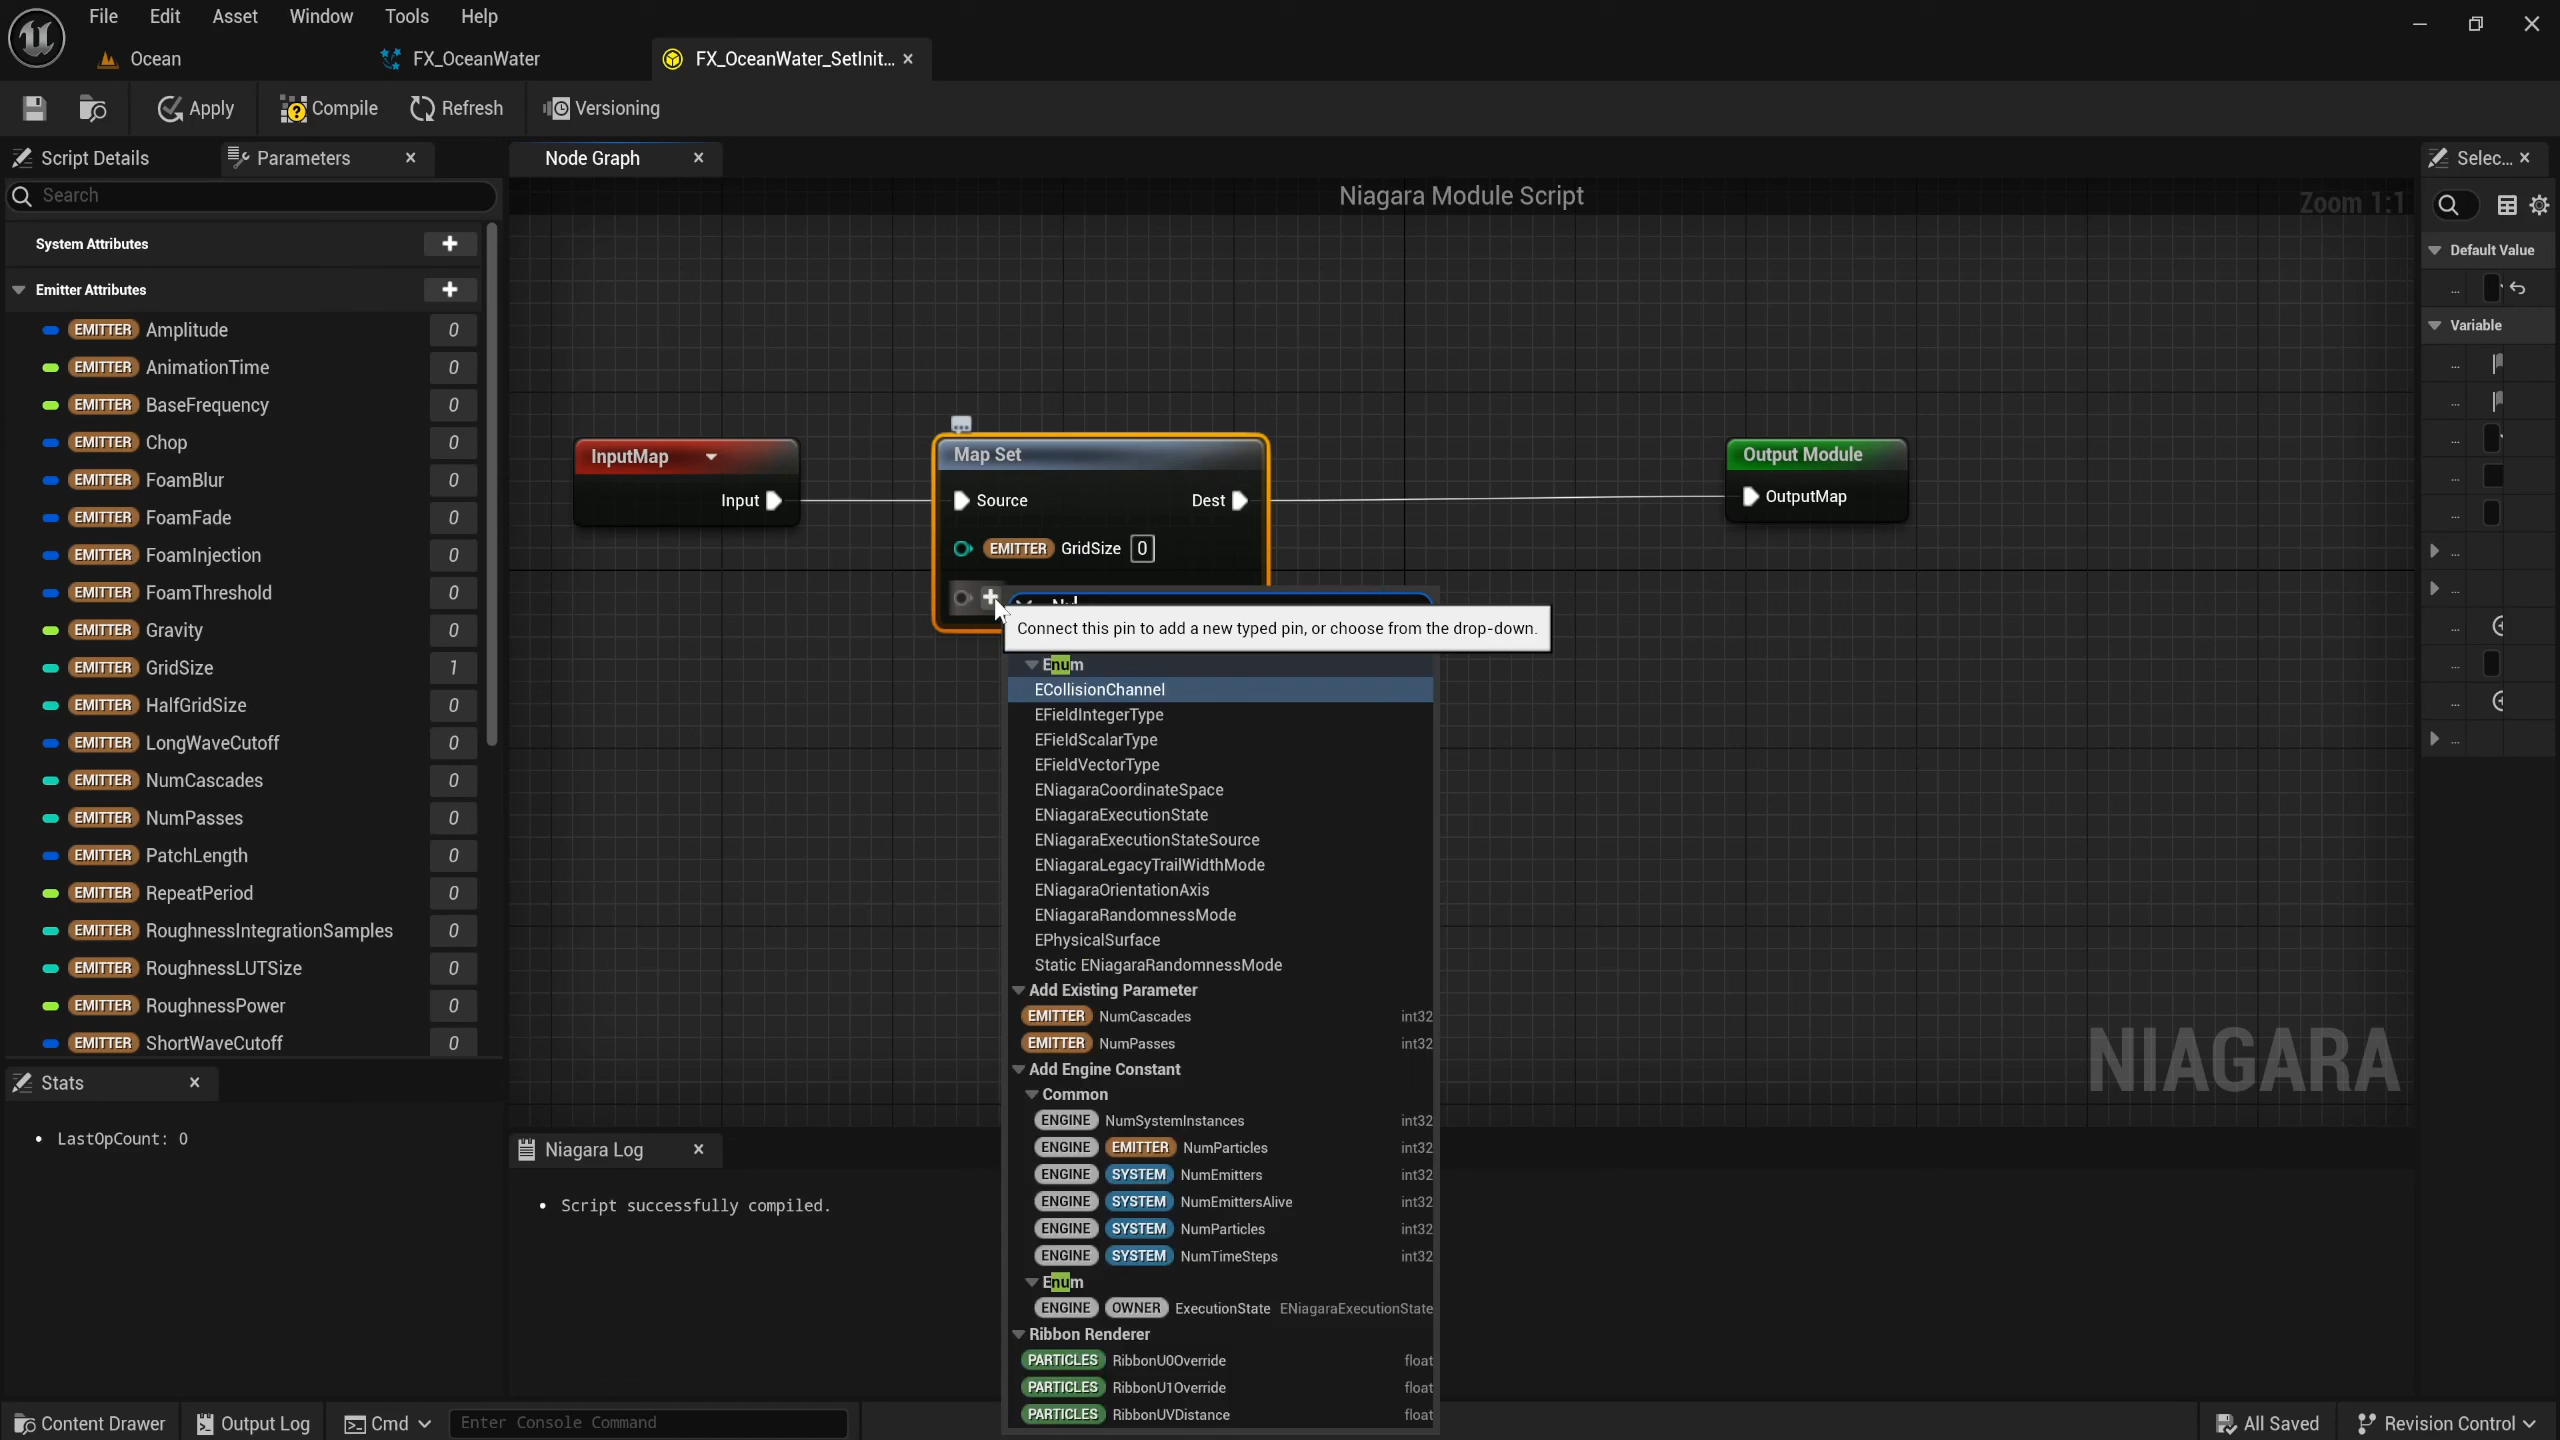 File Edit Asset Window Tools Help
Ocean FX_OceanWater FX_OceanWater_SetInit...
Apply Compile Refresh Versioning
Script Details Parameters Node Graph Selec...
Search Niagara Module Script Zoom 1:1
System Attributes
Default Value
Emitter Attributes
Variable
EMITTER Amplitude 0
EMITTER AnimationTime 0
EMITTER BaseFrequency 0
EMITTER Chop 0
EMITTER FoamBlur 0
EMITTER FoamFade 0
EMITTER FoamInjection 0
EMITTER FoamThreshold 0
EMITTER Gravity 0
EMITTER GridSize 1
EMITTER HalfGridSize 0
EMITTER LongWaveCutoff 0
EMITTER NumCascades 0
EMITTER NumPasses 0
EMITTER PatchLength 0
EMITTER RepeatPeriod 0
EMITTER RoughnessIntegrationSamples 0
EMITTER RoughnessLUTSize 0
EMITTER RoughnessPower 0
EMITTER ShortWaveCutoff 0
InputMap
Input
Map Set
Source Dest
EMITTER GridSize 0
Output Module
OutputMap
Connect this pin to add a new typed pin, or choose from the drop-down.
Enum
ECollisionChannel
EFieldIntegerType
EFieldScalarType
EFieldVectorType
ENiagaraCoordinateSpace
ENiagaraExecutionState
ENiagaraExecutionStateSource
ENiagaraLegacyTrailWidthMode
ENiagaraOrientationAxis
ENiagaraRandomnessMode
EPhysicalSurface
Static ENiagaraRandomnessMode
Add Existing Parameter
EMITTER NumCascades int32
EMITTER NumPasses int32
Add Engine Constant
Common
ENGINE NumSystemInstances int32
ENGINE EMITTER NumParticles int32
ENGINE SYSTEM NumEmitters int32
ENGINE SYSTEM NumEmittersAlive int32
ENGINE SYSTEM NumParticles int32
ENGINE SYSTEM NumTimeSteps int32
Enum
ENGINE OWNER ExecutionState ENiagaraExecutionState
Ribbon Renderer
PARTICLES RibbonU0Override float
PARTICLES RibbonU1Override float
PARTICLES RibbonUVDistance float
NIAGARA
Stats
• LastOpCount: 0
Niagara Log
• Script successfully compiled.
Content Drawer Output Log Cmd Enter Console Command All Saved Revision Control